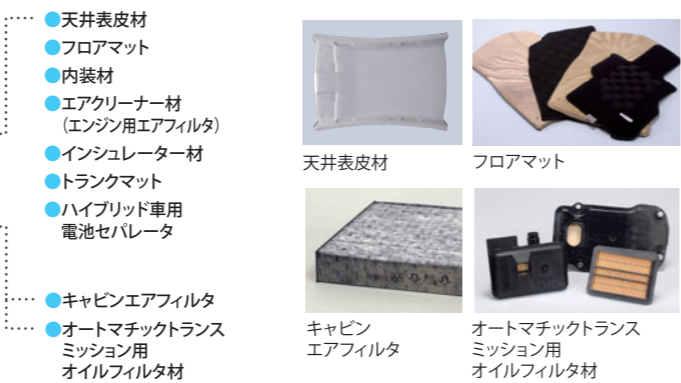 ●天井表皮材
●フロアマット
●内装材
●エアクリーナー材
（エンジン用エアフィルタ）
●インシュレーター材
●トランクマット
●ハイブリッド車用
電池セパレータ
●キャビンエアフィルタ
●オートマチックトランス
ミッション用
オイルフィルタ材
天井表皮材
フロアマット
キャビン
エアフィルタ
オートマチックトランス
ミッション用
オイルフィルタ材